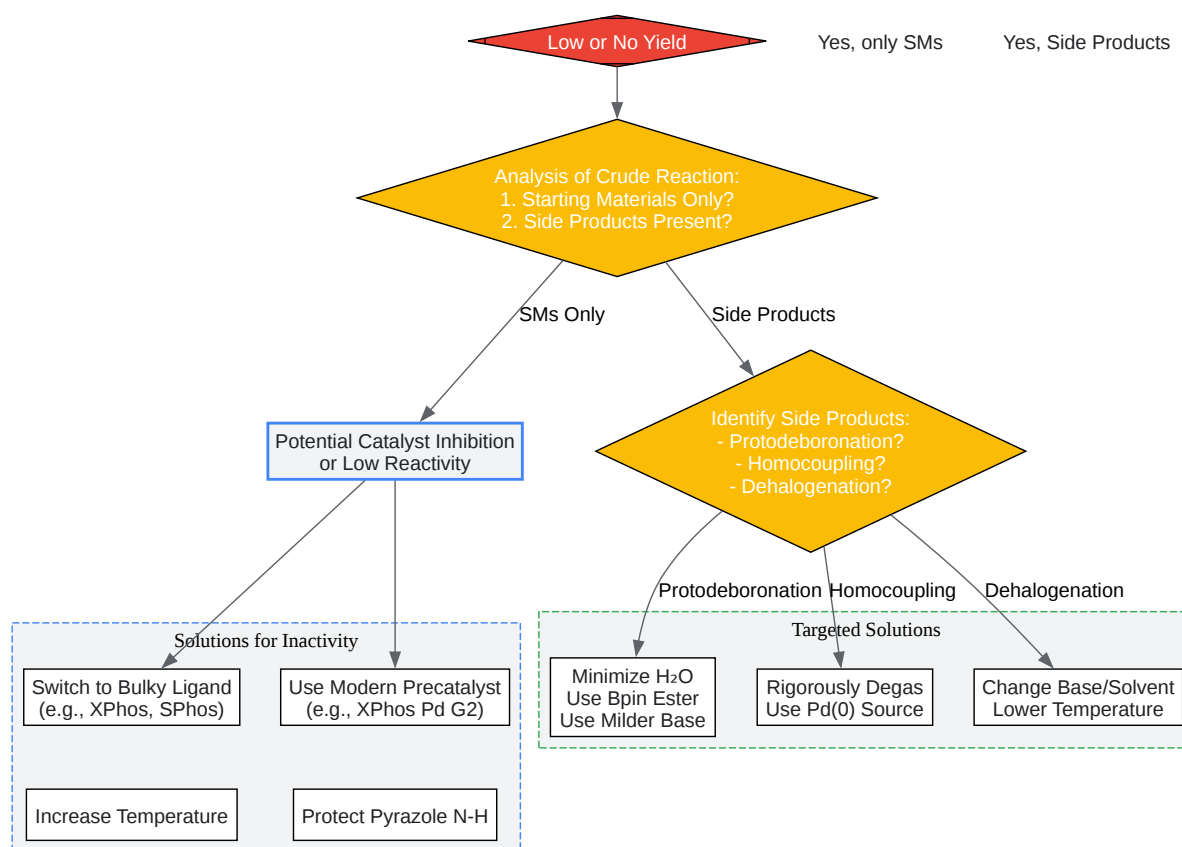 Low or No Yield
Yes, only SMs
Yes, Side Products
Analysis of Crude Reaction:
1. Starting Materials Only?
2. Side Products Present?
SMs Only
Side Products
Potential Catalyst Inhibition
or Low Reactivity
Identify Side Products:
- Protodeboronation?
- Homocoupling?
- Dehalogenation?
Protodeboronation
Homocoupling
Dehalogenation
Solutions for Inactivity
Switch to Bulky Ligand
(e.g., XPhos, SPhos)
Use Modern Precatalyst
(e.g., XPhos Pd G2)
Increase Temperature
Protect Pyrazole N-H
Targeted Solutions
Minimize H₂O
Use Bpin Ester
Use Milder Base
Rigorously Degas
Use Pd(0) Source
Change Base/Solvent
Lower Temperature